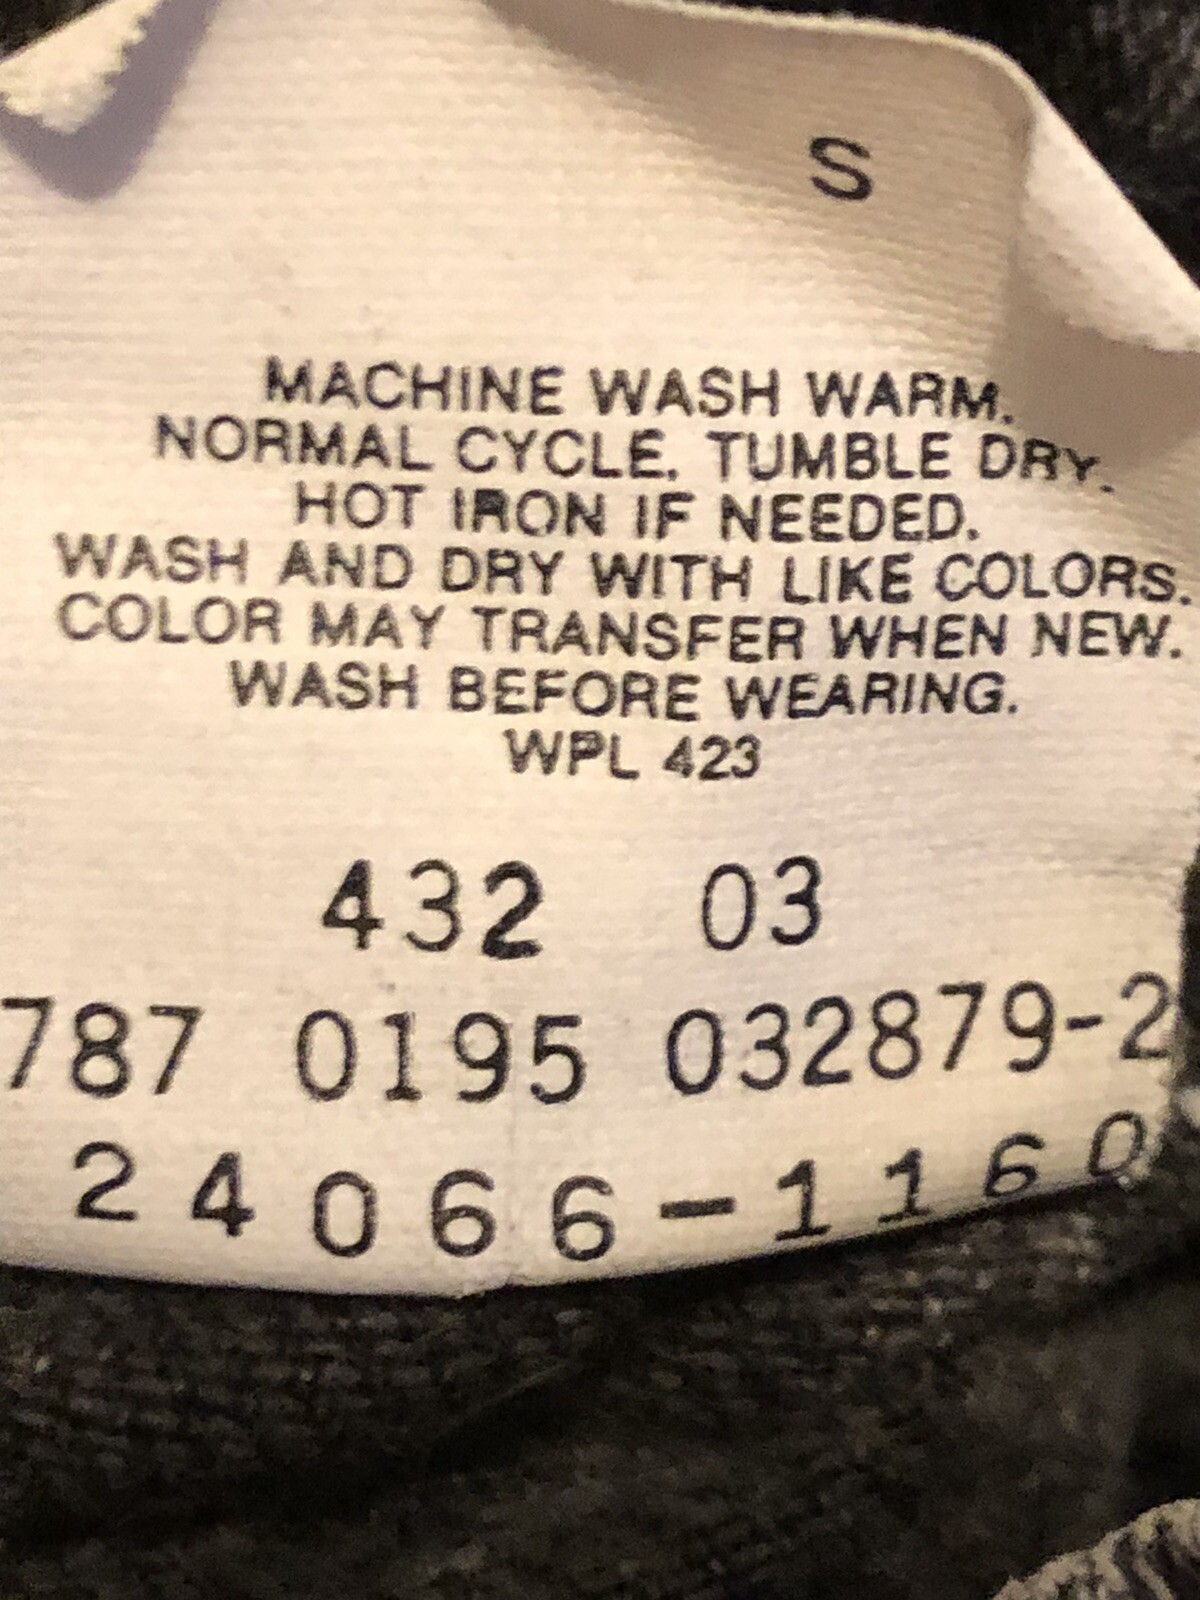 S
MACHINE WASH WARM.
NORMAL CYCLE. TUMBLE DRY.
HOT IRON IF NEEDED.
WASH AND DRY WITH LIKE COLORS.
COLOR MAY TRANSFER WHEN NEW.
WASH BEFORE WEARING.
WPL 423
432 03
787 0195 032879-2
24066-1160